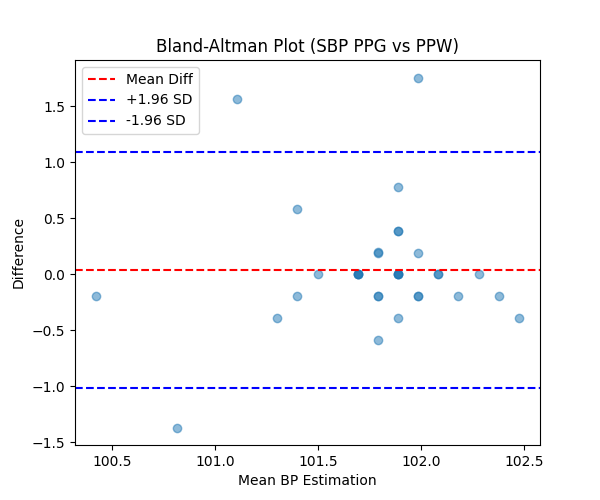 Bland-Altman Plot (SBP PPG vs PPW)
Mean Diff
+1.96 SD
-1.96 SD
1.5
1.0
0.5
0.0
−0.5
−1.0
−1.5
Difference
100.5 101.0 101.5 102.0 102.5
Mean BP Estimation